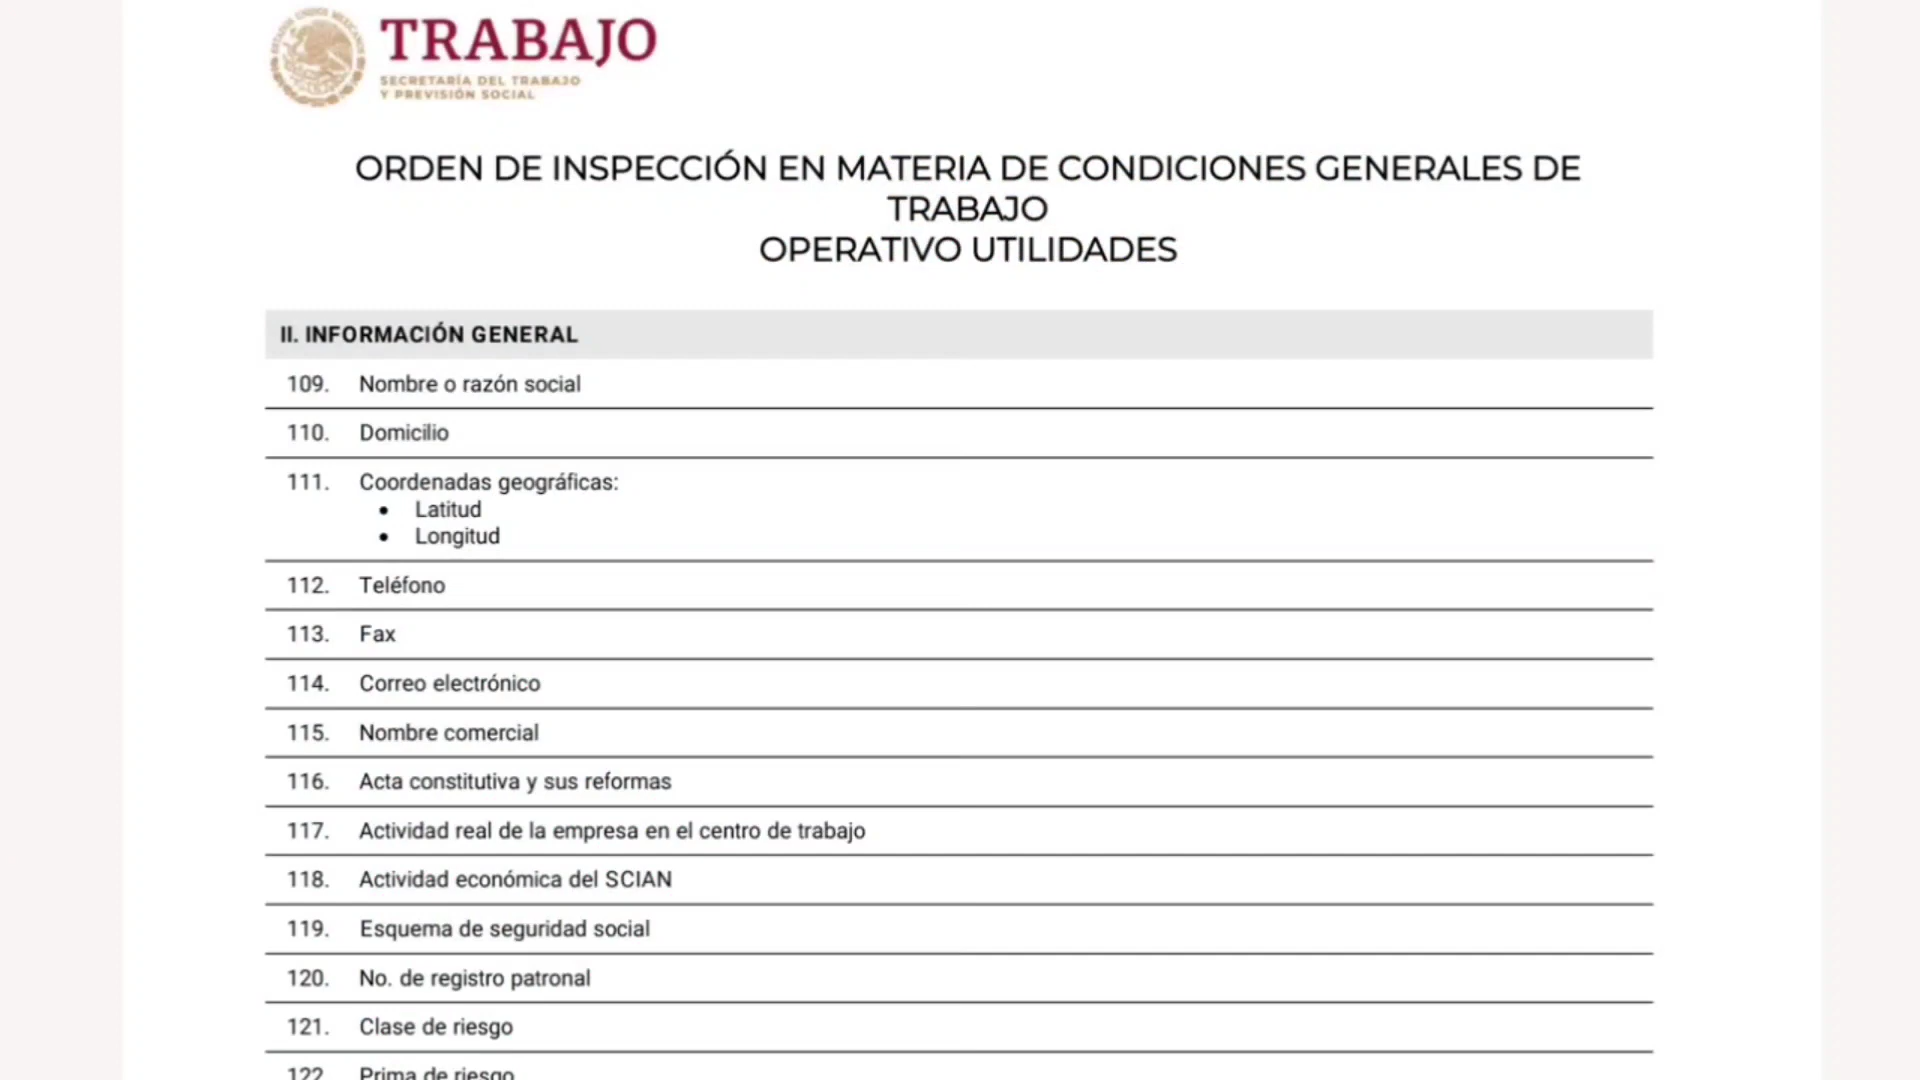 TRABAJO
SECRETARÍA DEL TRABAJO
Y PREVISIÓN SOCIAL
ORDEN DE INSPECCIÓN EN MATERIA DE CONDICIONES GENERALES DE
TRABAJO
OPERATIVO UTILIDADES
II. INFORMACIÓN GENERAL
109. Nombre o razón social
110. Domicilio
111. Coordenadas geográficas:
• Latitud
• Longitud
112. Teléfono
113. Fax
114. Correo electrónico
115. Nombre comercial
116. Acta constitutiva y sus reformas
117. Actividad real de la empresa en el centro de trabajo
118. Actividad económica del SCIAN
119. Esquema de seguridad social
120. No. de registro patronal
121. Clase de riesgo
122. Prima de riesgo